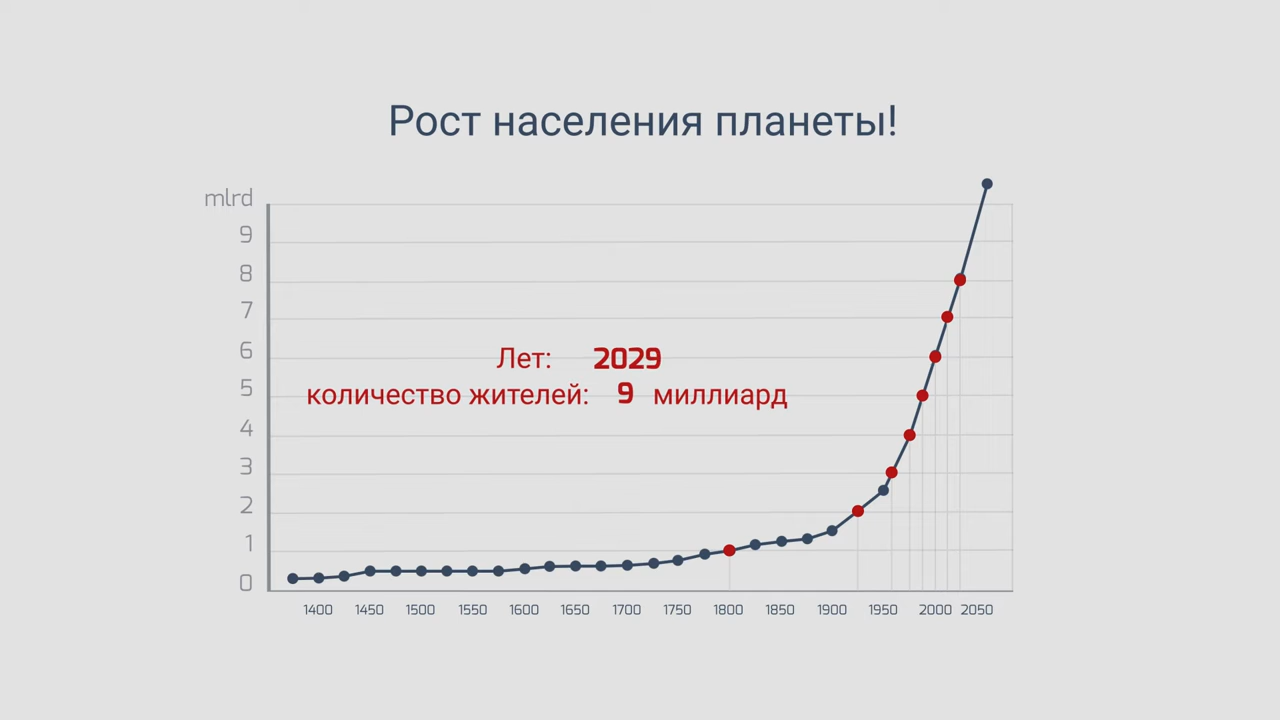 Рост населения планеты!
mlrd
9
8
7
6
5
4
3
2
1
0
Лет: 2029
количество жителей: 9 миллиард
1400 1450 1500 1550 1600 1650 1700 1750 1800 1850 1900 1950 2000 2050